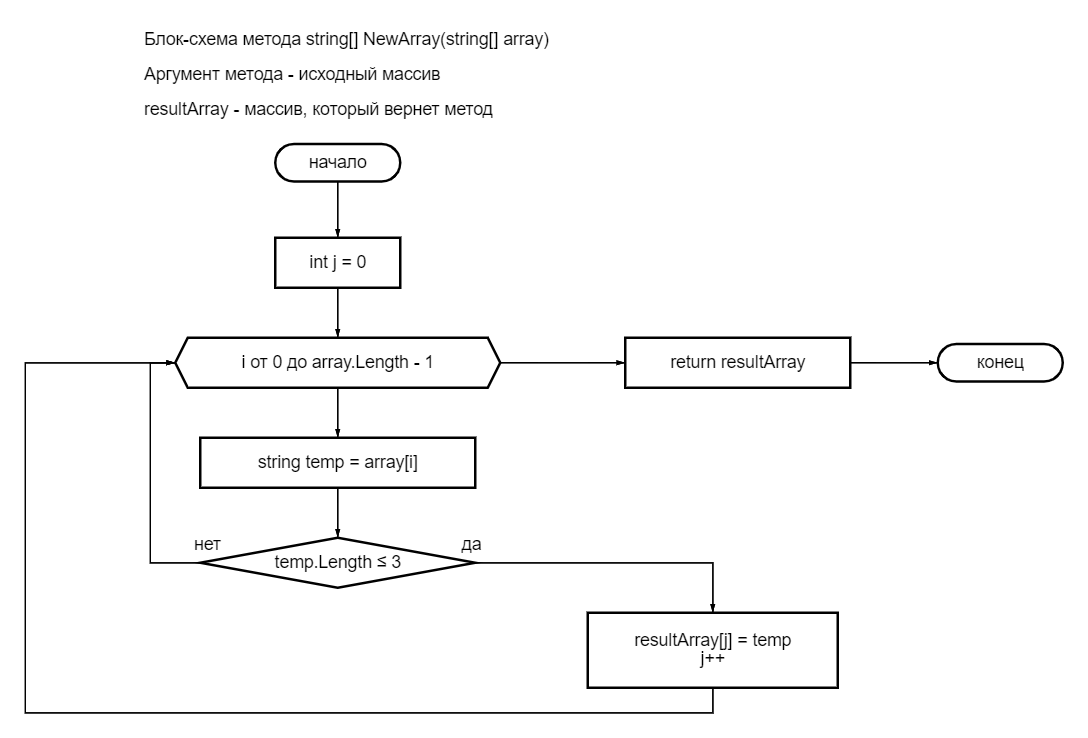 Блок-схема метода string[] NewArray(string[] array)
Аргумент метода - исходный массив
resultArray - массив, который вернет метод
начало
int j = 0
i от 0 до array.Length - 1
return resultArray
конец
string temp = array[i]
нет
да
temp.Length ≤ 3
resultArray[j] = temp
j++